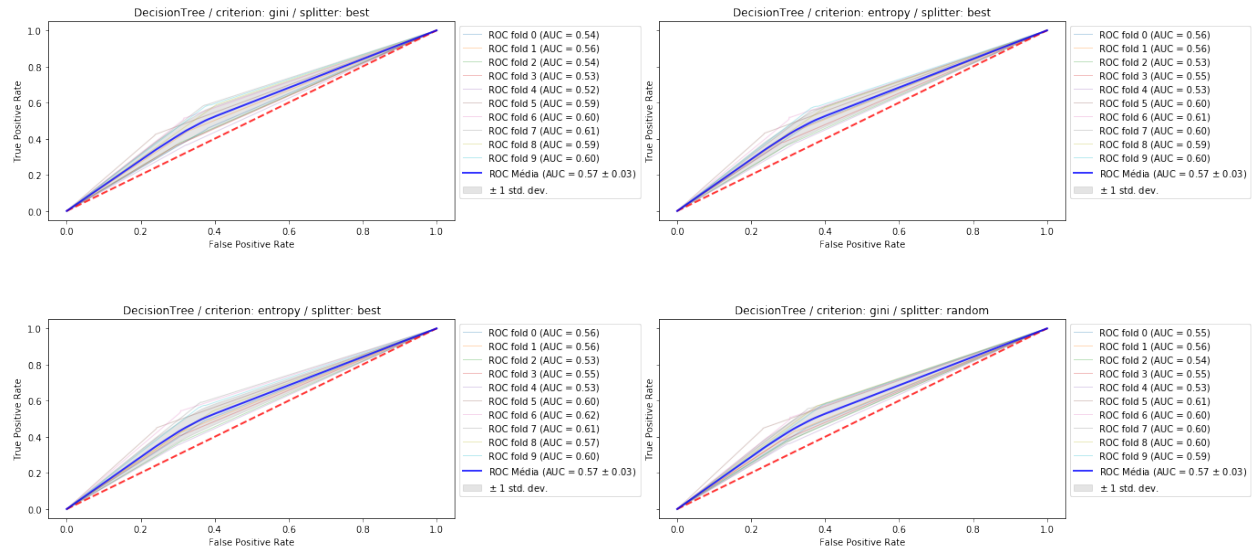 DecisionTree / criterion: gini / splitter: best
True Positive Rate
1.0
0.8
0.6
0.4
0.2
0.0
0.0 0.2 0.4 0.6 0.8 1.0
False Positive Rate
ROC fold 0 (AUC = 0.54)
ROC fold 1 (AUC = 0.56)
ROC fold 2 (AUC = 0.54)
ROC fold 3 (AUC = 0.53)
ROC fold 4 (AUC = 0.52)
ROC fold 5 (AUC = 0.59)
ROC fold 6 (AUC = 0.60)
ROC fold 7 (AUC = 0.61)
ROC fold 8 (AUC = 0.59)
ROC fold 9 (AUC = 0.60)
ROC Média (AUC = 0.57 ± 0.03)
± 1 std. dev.
DecisionTree / criterion: entropy / splitter: best
True Positive Rate
1.0
0.8
0.6
0.4
0.2
0.0
0.0 0.2 0.4 0.6 0.8 1.0
False Positive Rate
ROC fold 0 (AUC = 0.56)
ROC fold 1 (AUC = 0.56)
ROC fold 2 (AUC = 0.53)
ROC fold 3 (AUC = 0.55)
ROC fold 4 (AUC = 0.53)
ROC fold 5 (AUC = 0.60)
ROC fold 6 (AUC = 0.61)
ROC fold 7 (AUC = 0.60)
ROC fold 8 (AUC = 0.59)
ROC fold 9 (AUC = 0.60)
ROC Média (AUC = 0.57 ± 0.03)
± 1 std. dev.
DecisionTree / criterion: entropy / splitter: best
True Positive Rate
1.0
0.8
0.6
0.4
0.2
0.0
0.0 0.2 0.4 0.6 0.8 1.0
False Positive Rate
ROC fold 0 (AUC = 0.56)
ROC fold 1 (AUC = 0.56)
ROC fold 2 (AUC = 0.53)
ROC fold 3 (AUC = 0.55)
ROC fold 4 (AUC = 0.53)
ROC fold 5 (AUC = 0.60)
ROC fold 6 (AUC = 0.62)
ROC fold 7 (AUC = 0.61)
ROC fold 8 (AUC = 0.57)
ROC fold 9 (AUC = 0.60)
ROC Média (AUC = 0.57 ± 0.03)
± 1 std. dev.
DecisionTree / criterion: gini / splitter: random
True Positive Rate
1.0
0.8
0.6
0.4
0.2
0.0
0.0 0.2 0.4 0.6 0.8 1.0
False Positive Rate
ROC fold 0 (AUC = 0.55)
ROC fold 1 (AUC = 0.56)
ROC fold 2 (AUC = 0.54)
ROC fold 3 (AUC = 0.55)
ROC fold 4 (AUC = 0.53)
ROC fold 5 (AUC = 0.61)
ROC fold 6 (AUC = 0.60)
ROC fold 7 (AUC = 0.60)
ROC fold 8 (AUC = 0.60)
ROC fold 9 (AUC = 0.59)
ROC Média (AUC = 0.57 ± 0.03)
± 1 std. dev.